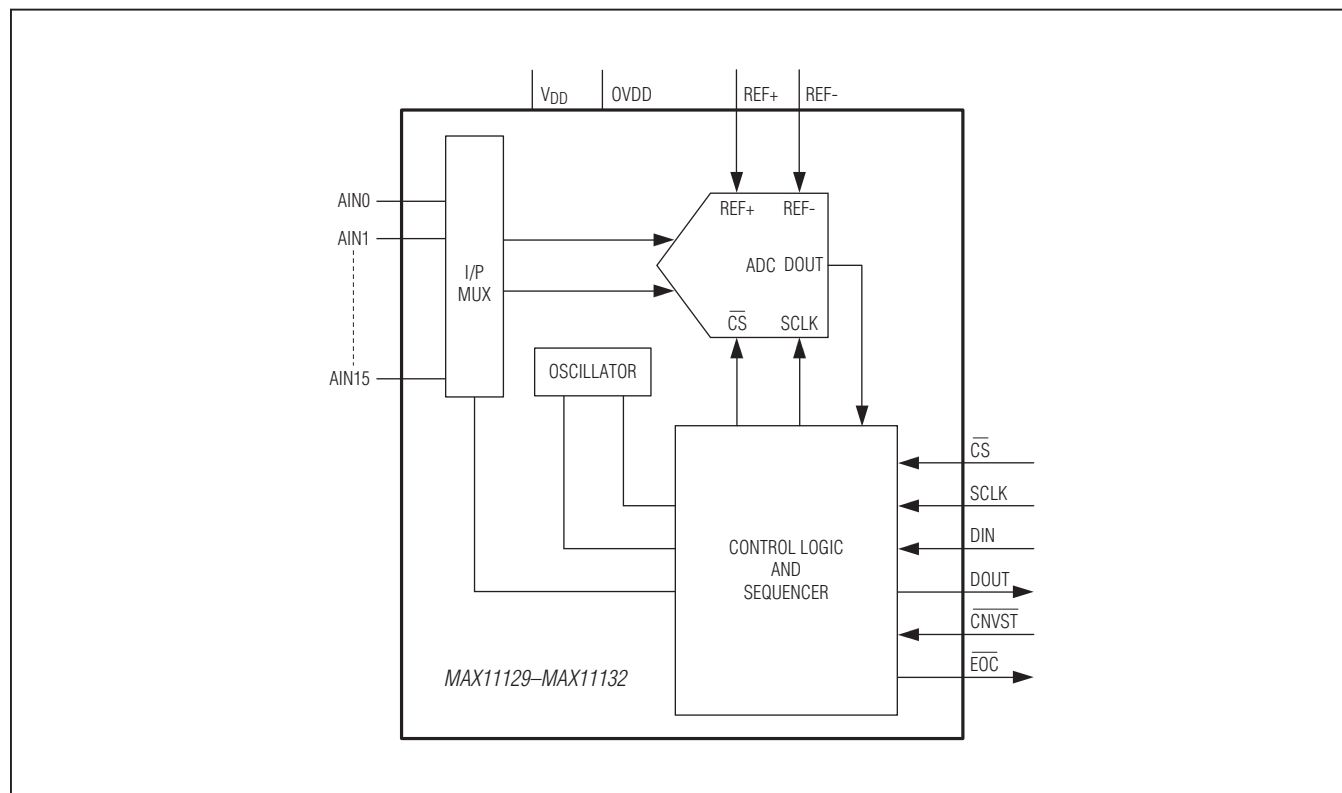 VDD
OVDD
REF+
REF-
AIN0
AIN1
AIN15
I/P
MUX
REF+
REF-
ADC
DOUT
CS
SCLK
OSCILLATOR
CONTROL LOGIC
AND
SEQUENCER
CS
SCLK
DIN
DOUT
CNVST
EOC
MAX11129–MAX11132